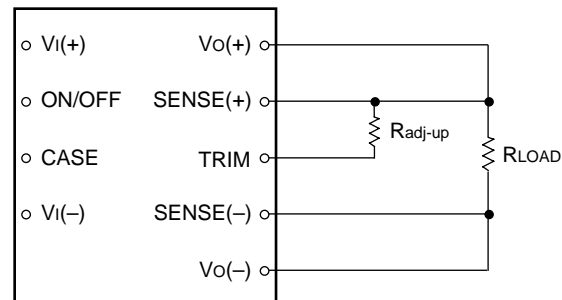 VI(+) VO(+)
ON/OFF SENSE(+)
Radj-up
CASE TRIM RLOAD
VI(–) SENSE(–)
VO(–)